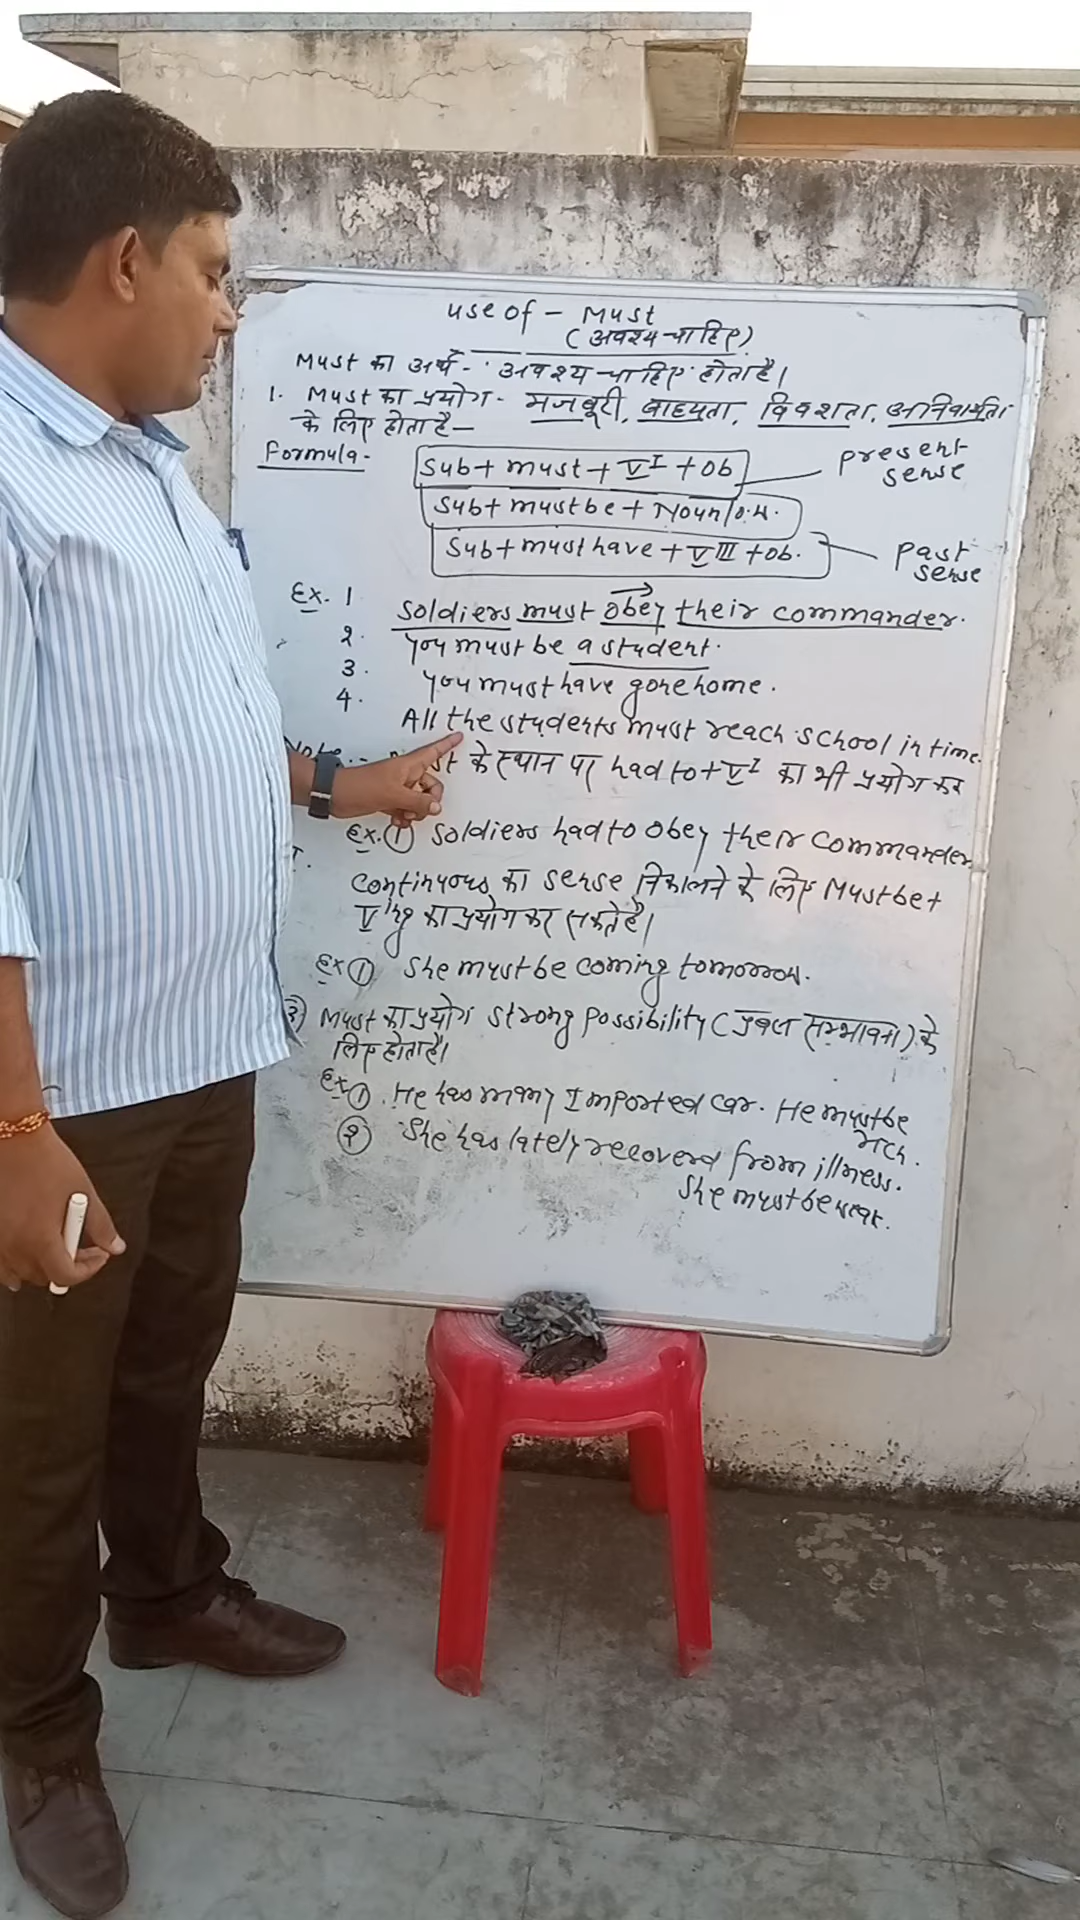 use of - Must
(अवश्य चाहिए)
Must का अर्थ - 'अवश्य चाहिए' होता है।
1. Must का प्रयोग - मजबूरी, बाध्यता, विवशता, अनिवार्यता
के लिए होता है—
Formula-
Sub + must + V I + ob
present sense
Sub + must be + Noun/
Sub + must have + V III + ob.
past sense
Ex. 1 Soldiers must obey their commander.
2. You must be a student.
3. You must have gone home.
4. All the students must reach school in time.
Note:- के स्थान पर had to + V I का भी प्रयोग कर
Ex. ① Soldiers had to obey their commander
continuous का sense निकालने के लिए Must be +
V ing का प्रयोग कर सकते है।
Ex ① She must be coming tomorrow.
③ Must का प्रयोग strong possibility (प्रबल सम्भावना) के
लिए होता है।
Ex ①. He has many Imported car. He must be
rich.
② She has lately recoverd from illness.
She must be weak.